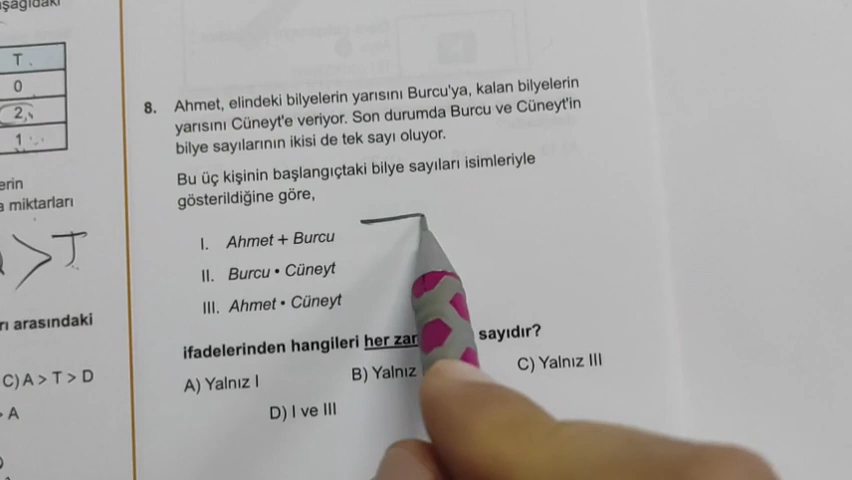 şağıdaki
T
0
2
1
erin
a miktarları
>T
rı arasındaki
C) A > T > D
A
8. Ahmet, elindeki bilyelerin yarısını Burcu'ya, kalan bilyelerin
yarısını Cüneyt'e veriyor. Son durumda Burcu ve Cüneyt'in
bilye sayılarının ikisi de tek sayı oluyor.
Bu üç kişinin başlangıçtaki bilye sayıları isimleriyle
gösterildiğine göre,
I. Ahmet + Burcu
II. Burcu • Cüneyt
III. Ahmet • Cüneyt
ifadelerinden hangileri her zam sayıdır?
A) Yalnız I B) Yalnız C) Yalnız III
D) I ve III